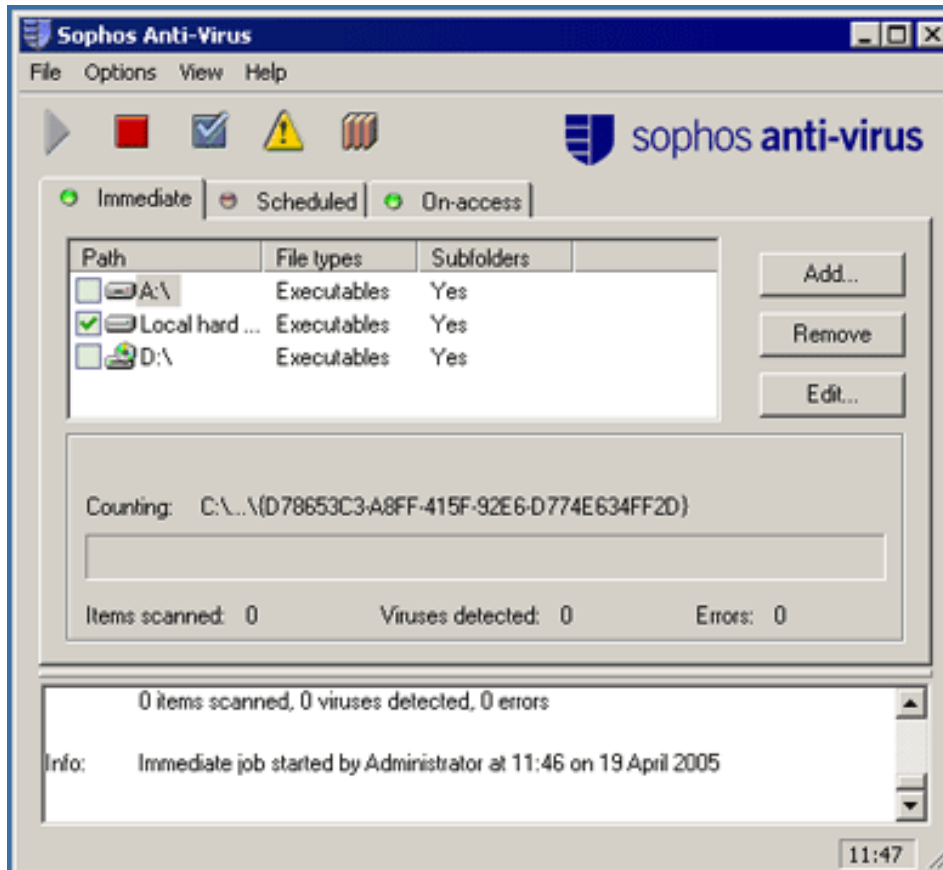 Sophos Anti-Virus
File Options View Help
sophos anti-virus
Immediate Scheduled On-access
Path File types Subfolders
A:\ Executables Yes
Local hard ... Executables Yes
D:\ Executables Yes
Add...
Remove
Edit...
Counting: C:\...\{D78653C3-A8FF-415F-92E6-D774E634FF2D}
Items scanned: 0 Viruses detected: 0 Errors: 0
0 items scanned, 0 viruses detected, 0 errors
Info: Immediate job started by Administrator at 11:46 on 19 April 2005
11:47